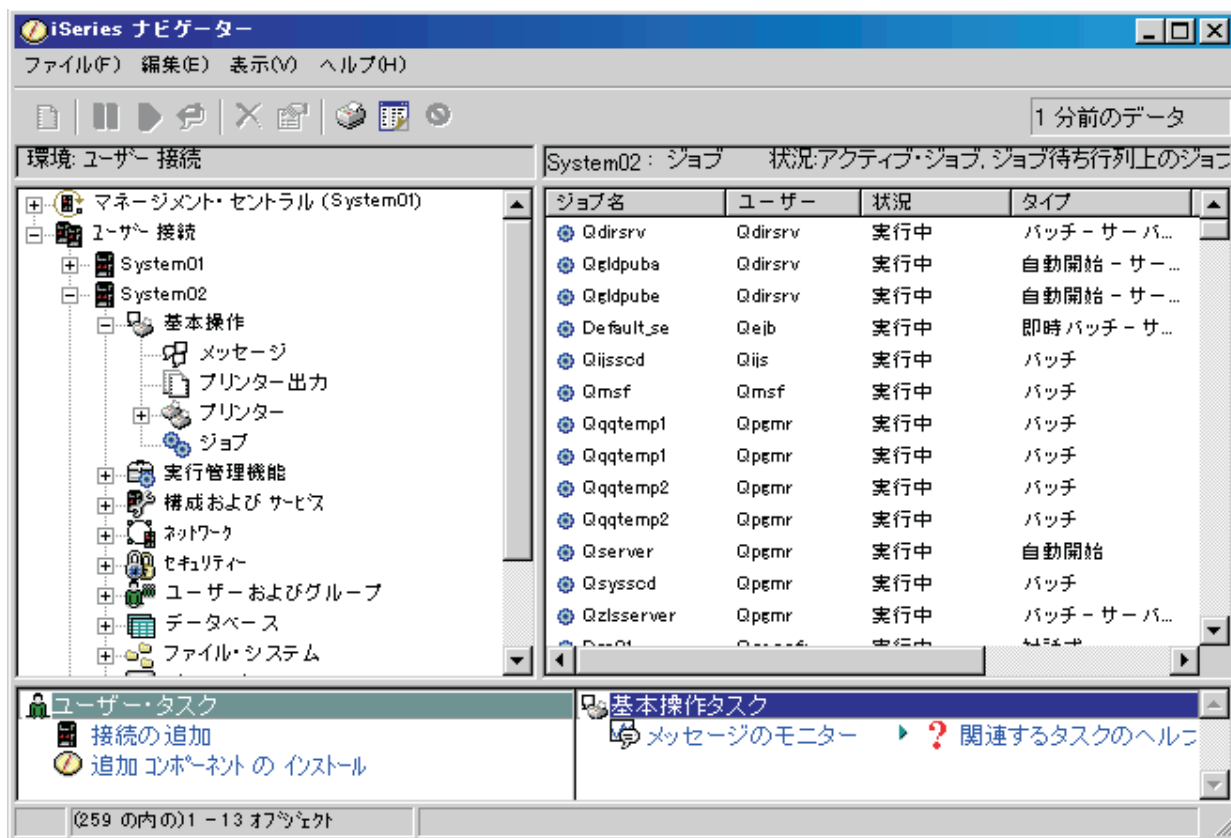 iSeries ナビゲーター
ファイル(F) 編集(E) 表示(V) ヘルプ(H)
1 分前のデータ
環境: ユーザー 接続
System02 : ジョブ 状況:アクティブ・ジョブ, ジョブ待ち行列上のジョブ
マネージメント・セントラル (System01)
ユーザー 接続
System01
System02
基本操作
メッセージ
プリンター出力
プリンター
ジョブ
実行管理機能
構成および サービス
ネットワーク
セキュリティー
ユーザーおよびグループ
データベース
ファイル・システム
ジョブ名 ユーザー 状況 タイプ
Qdirsrv Qdirsrv 実行中 バッチ - サーバ...
Qgldpuba Qdirsrv 実行中 自動開始 - サー...
Qgldpube Qdirsrv 実行中 自動開始 - サー...
Default_se Qejb 実行中 即時バッチ - サ...
Qijsscd Qijs 実行中 バッチ
Qmsf Qmsf 実行中 バッチ
Qqqtemp1 Qpgmr 実行中 バッチ
Qqqtemp1 Qpgmr 実行中 バッチ
Qqqtemp2 Qpgmr 実行中 バッチ
Qqqtemp2 Qpgmr 実行中 バッチ
Qserver Qpgmr 実行中 自動開始
Qsysscd Qpgmr 実行中 バッチ
Qzlsserver Qpgmr 実行中 バッチ - サーバ...
ユーザー・タスク
接続の追加
追加 コンポーネント の インストール
基本操作タスク
メッセージのモニター ? 関連するタスクのヘルプ
(259 の内の)1 - 13 オブジェクト